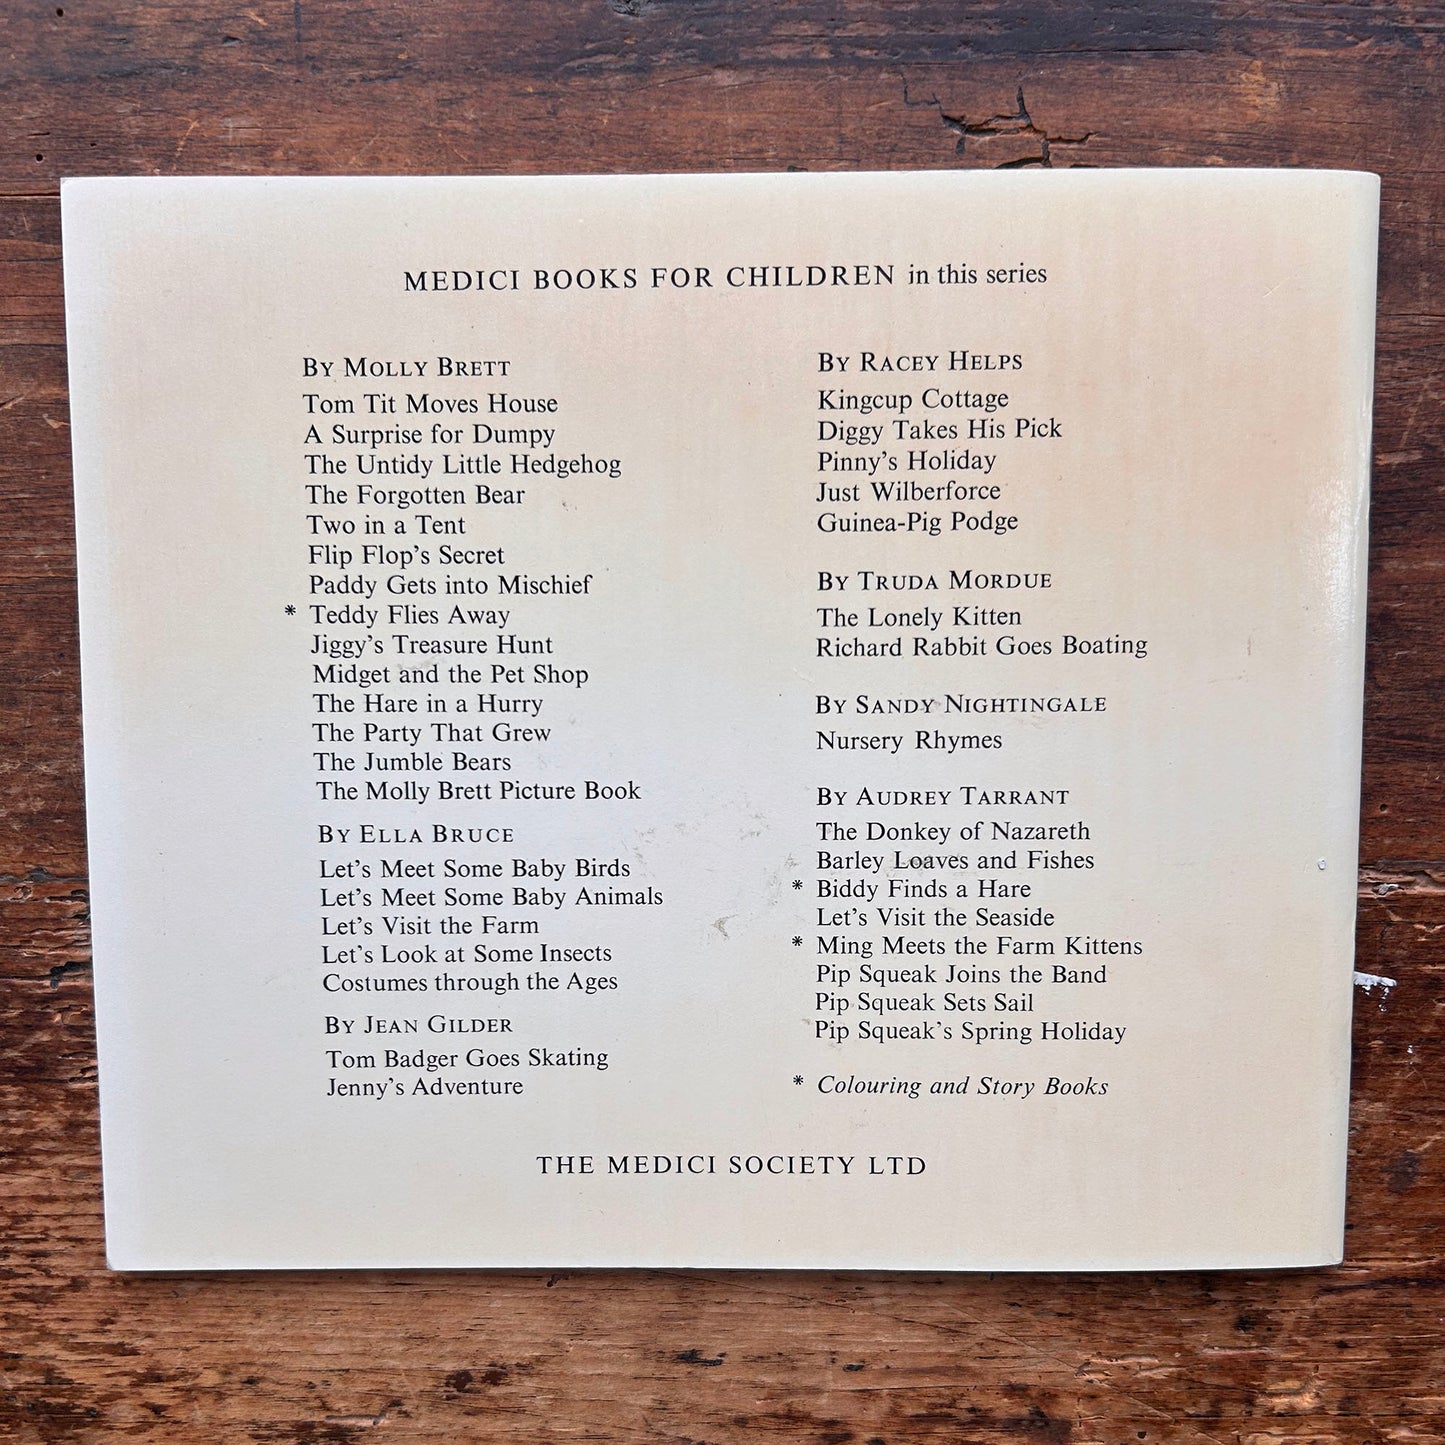 MEDICI BOOKS FOR CHILDREN in this series
BY MOLLY BRETT
Tom Tit Moves House
A Surprise for Dumpy
The Untidy Little Hedgehog
The Forgotten Bear
Two in a Tent
Flip Flop's Secret
Paddy Gets into Mischief
* Teddy Flies Away
Jiggy's Treasure Hunt
Midget and the Pet Shop
The Hare in a Hurry
The Party That Grew
The Jumble Bears
The Molly Brett Picture Book
BY ELLA BRUCE
Let's Meet Some Baby Birds
Let's Meet Some Baby Animals
Let's Visit the Farm
Let's Look at Some Insects
Costumes through the Ages
BY JEAN GILDER
Tom Badger Goes Skating
Jenny's Adventure
BY RACEY HELPS
Kingcup Cottage
Diggy Takes His Pick
Pinny's Holiday
Just Wilberforce
Guinea-Pig Podge
BY TRUDA MORDUE
The Lonely Kitten
Richard Rabbit Goes Boating
BY SANDY NIGHTINGALE
Nursery Rhymes
BY AUDREY TARRANT
The Donkey of Nazareth
Barley Loaves and Fishes
* Biddy Finds a Hare
Let's Visit the Seaside
* Ming Meets the Farm Kittens
Pip Squeak Joins the Band
Pip Squeak Sets Sail
Pip Squeak's Spring Holiday
* Colouring and Story Books
THE MEDICI SOCIETY LTD